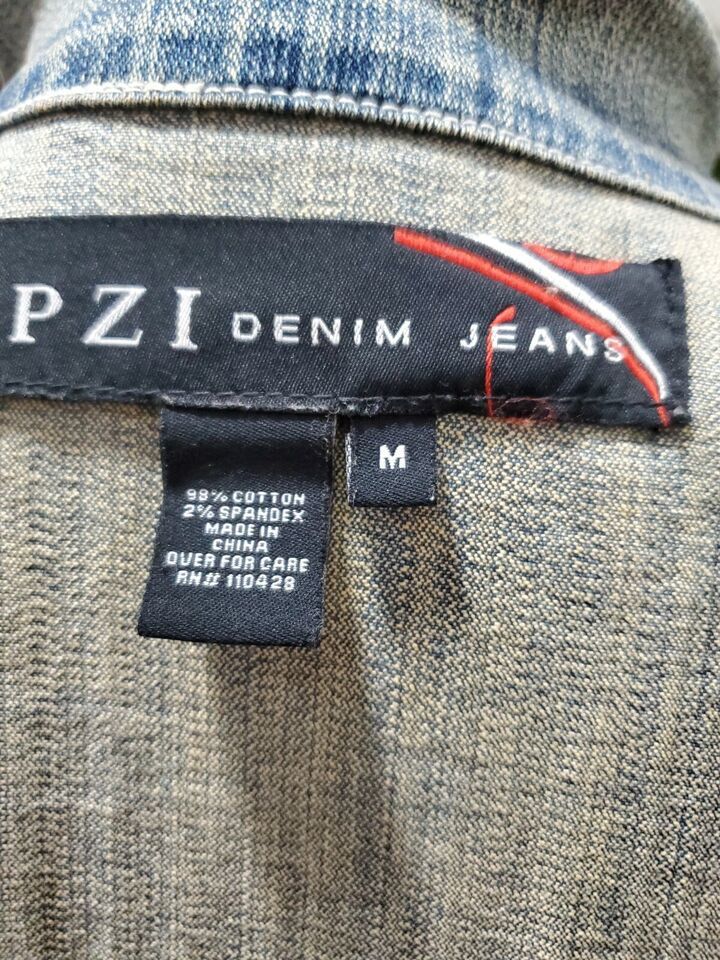 PZI DENIM JEANS
M
98% COTTON
2% SPANDEX
MADE IN
CHINA
OVER FOR CARE
RN# 110428